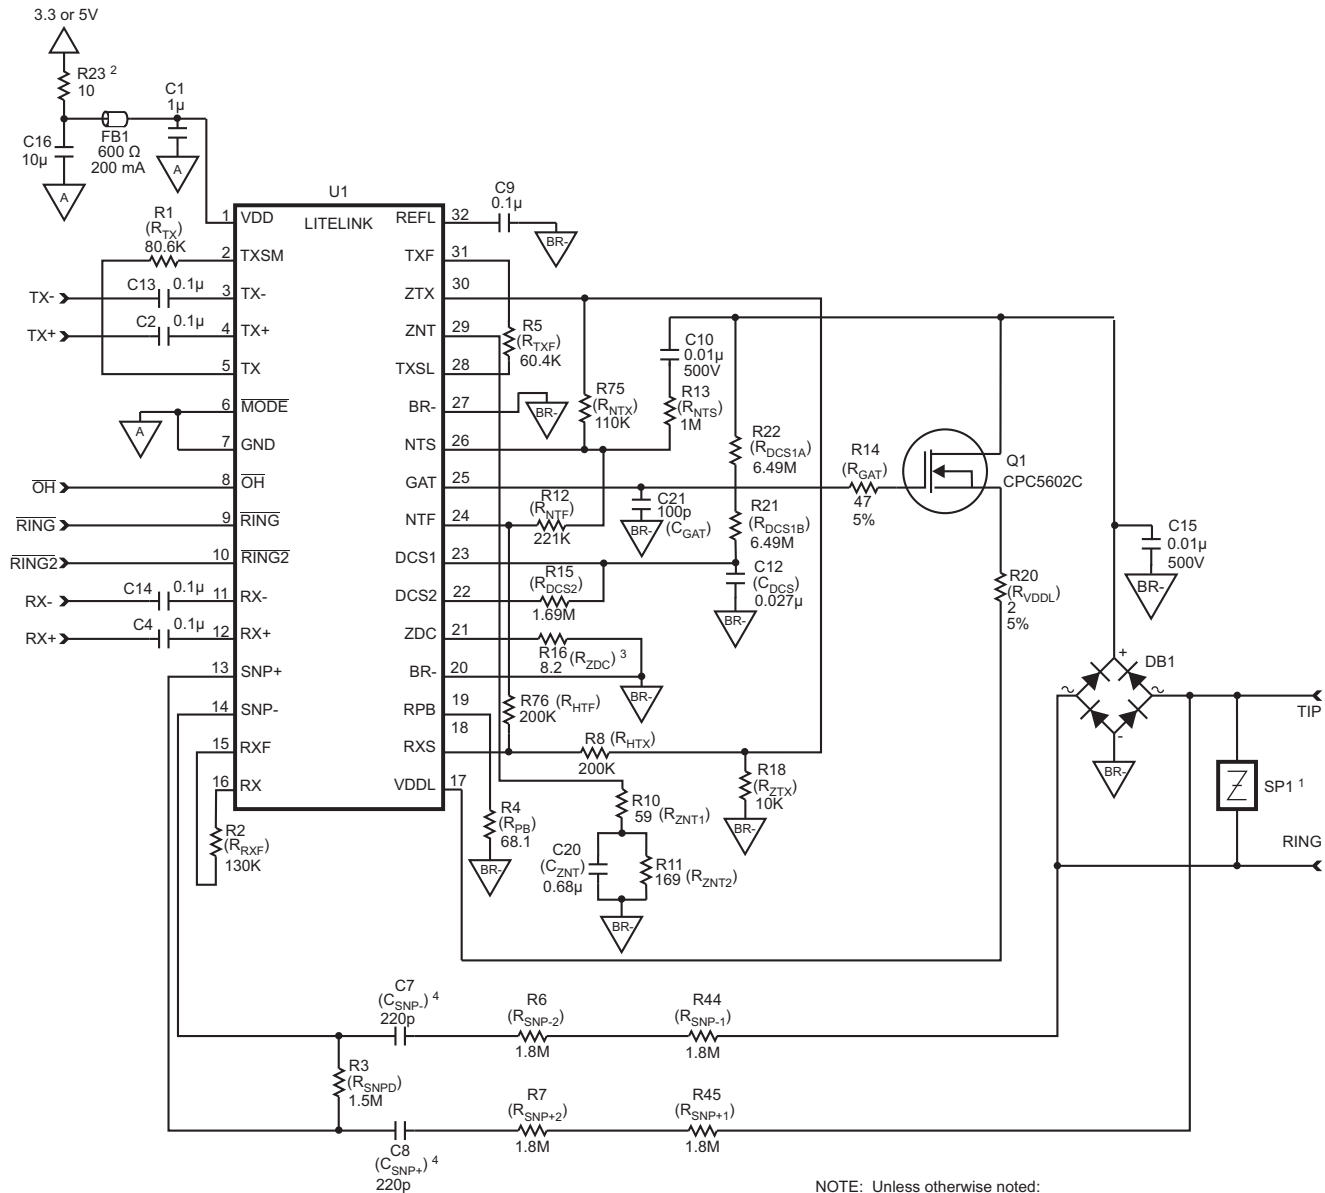 3.3 or 5V
R23 2
10
C1
1µ
C16
10µ
FB1
600 Ω
200 mA
A
A
U1
LITELINK
R1
(RTX)
80.6K
C13 0.1µ
TX-
C2 0.1µ
TX+
A
OH
RING
RING2
C14 0.1µ
RX-
C4 0.1µ
RX+
1 VDD
2 TXSM
3 TX-
4 TX+
5 TX
6 MODE
7 GND
8 OH
9 RING
10 RING2
11 RX-
12 RX+
13 SNP+
14 SNP-
15 RXF
16 RX
R2
(RRXF)
130K
REFL 32
TXF 31
ZTX 30
ZNT 29
TXSL 28
BR- 27
NTS 26
GAT 25
NTF 24
DCS1 23
DCS2 22
ZDC 21
BR- 20
RPB 19
RXS 18
VDDL 17
C9
0.1µ
BR-
R5
(RTXF)
60.4K
BR-
R75
(RNTX)
110K
C10
0.01µ
500V
R13
(RNTS)
1M
R22
(RDCS1A)
6.49M
R14
(RGAT)
47
5%
Q1
CPC5602C
R12
(RNTF)
221K
C21
100p
(CGAT)
BR-
R21
(RDCS1B)
6.49M
C15
0.01µ
500V
BR-
R15
(RDCS2)
1.69M
C12
(CDCS)
0.027µ
BR-
R20
(RVDDL)
2
5%
R16 (RZDC) 3
8.2
BR-
DB1
+
-
BR-
TIP
SP1 1
RING
R76 (RHTF)
200K
R8 (RHTX)
200K
R18
(RZTX)
10K
BR-
R4
(RPB)
68.1
BR-
R10
59 (RZNT1)
C20
(CZNT)
0.68µ
R11
169 (RZNT2)
BR-
C7
(CSNP-) 4
220p
R6
(RSNP-2)
1.8M
R44
(RSNP-1)
1.8M
R3
(RSNPD)
1.5M
R7
(RSNP+2)
1.8M
R45
(RSNP+1)
1.8M
C8
(CSNP+) 4
220p
NOTE: Unless otherwise noted: